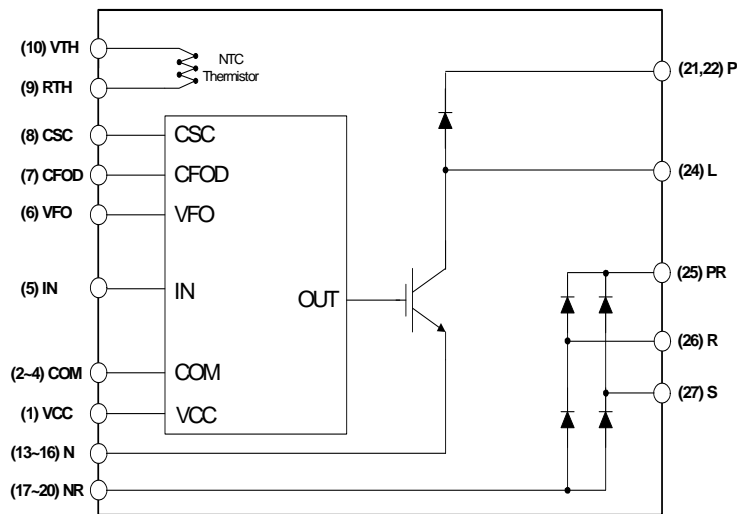 (10) VTH
(9) RTH
NTC
Thermistor
(8) CSC
(7) CFOD
(6) VFO
(5) IN
(2~4) COM
(1) VCC
(13~16) N
(17~20) NR
CSC
CFOD
VFO
IN
OUT
COM
VCC
(21,22) P
(24) L
(25) PR
(26) R
(27) S